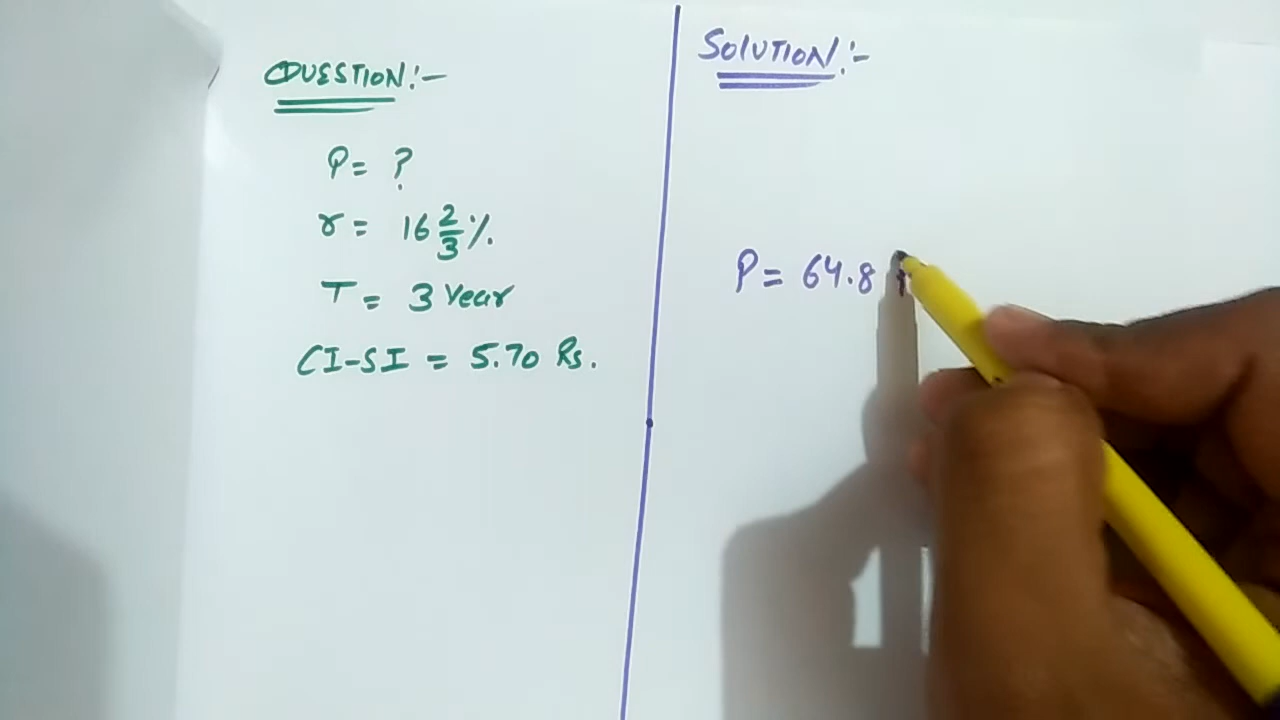 QUESTION:-
P = ?
r = 16 2/3 %
T = 3 Year
CI-SI = 5.70 Rs.
SOLUTION:-
P = 64.8